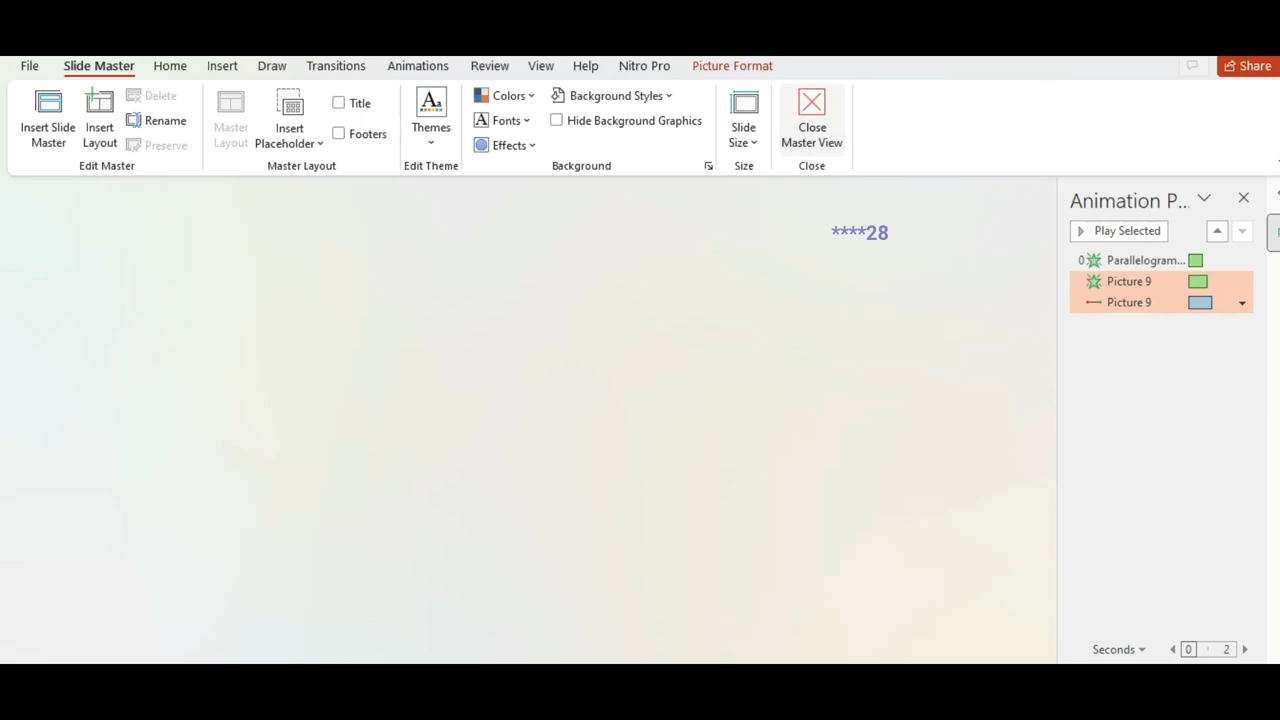 File Slide Master Home Insert Draw Transitions Animations Review View Help Nitro Pro Picture Format Share
Insert Slide Master
Insert Layout
Delete
Rename
Preserve
Edit Master
Master Layout
Insert Placeholder
Title
Footers
Master Layout
Themes
Edit Theme
Colors
Fonts
Effects
Background Styles
Hide Background Graphics
Background
Slide Size
Size
Close Master View
Close
****28
Animation P...
Play Selected
0 Parallelogram...
Picture 9
Picture 9
Seconds 0 2